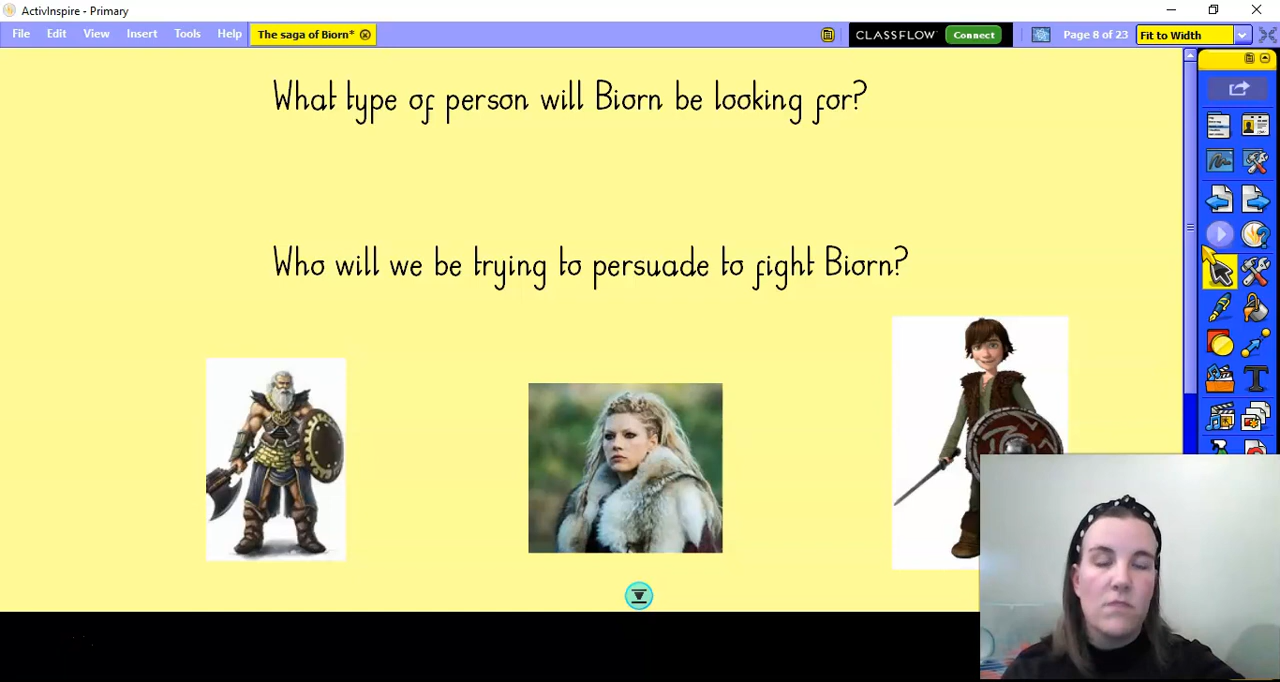 ActivInspire - Primary
File Edit View Insert Tools Help The saga of Biorn* CLASSFLOW Connect Page 8 of 23 Fit to Width
What type of person will Biorn be looking for?
Who will we be trying to persuade to fight Biorn?